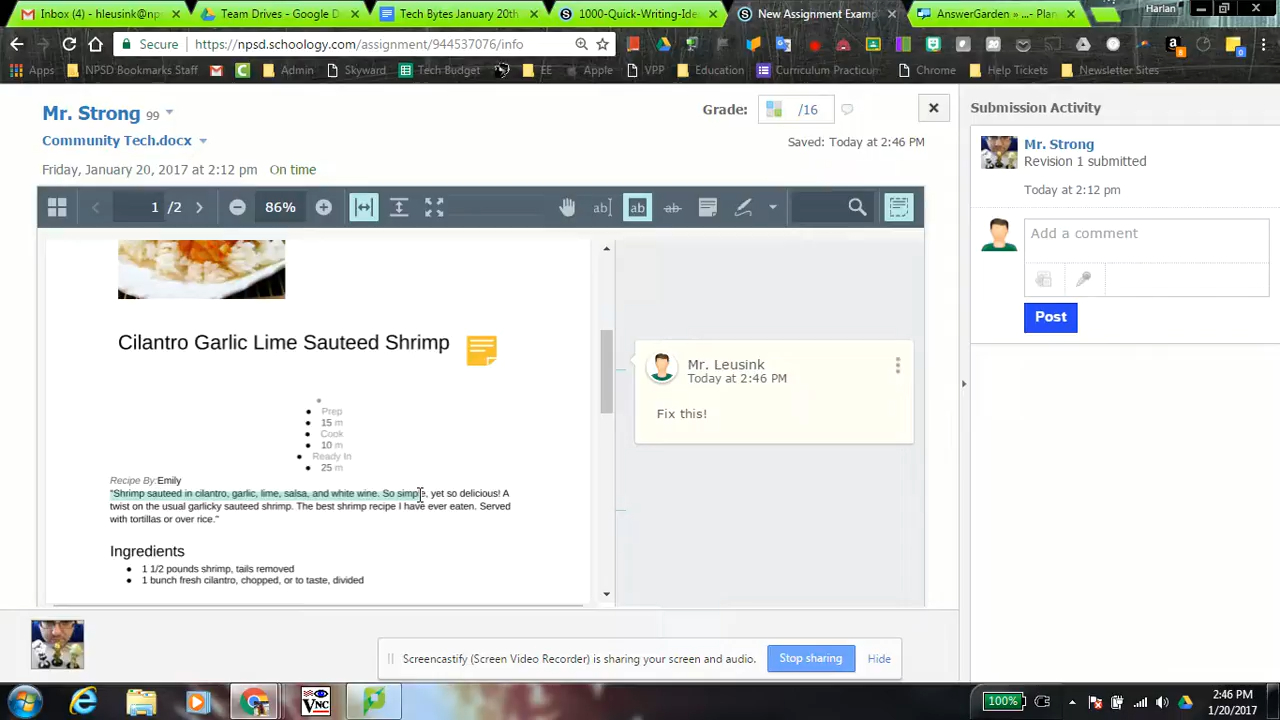 Inbox (4) - hleusink@np
Team Drives - Google D
Tech Bytes January 20th
1000-Quick-Writing-Ide
New Assignment Examp
AnswerGarden » ...- Plan
Harlan
Secure
https://npsd.schoology.com/assignment/944537076/info
Apps
NPSD Bookmarks Staff
Admin
Skyward
Tech Budget
EE
Apple
VPP
Education
Curriculum Practicum
Chrome
Help Tickets
Newsletter Sites
Mr. Strong 99
Grade: /16
Submission Activity
Community Tech.docx
Saved: Today at 2:46 PM
Friday, January 20, 2017 at 2:12 pm On time
Mr. Strong
Revision 1 submitted
Today at 2:12 pm
1 /2
86%
ab
ab
ab
Add a comment
Post
Cilantro Garlic Lime Sauteed Shrimp
Mr. Leusink
Today at 2:46 PM
Fix this!
Prep
15 m
Cook
10 m
Ready In
25 m
Recipe By:Emily
"Shrimp sauteed in cilantro, garlic, lime, salsa, and white wine. So simple, yet so delicious! A
twist on the usual garlicky sauteed shrimp. The best shrimp recipe I have ever eaten. Served
with tortillas or over rice."
Ingredients
1 1/2 pounds shrimp, tails removed
1 bunch fresh cilantro, chopped, or to taste, divided
Screencastify (Screen Video Recorder) is sharing your screen and audio.
Stop sharing
Hide
VNC
100%
2:46 PM
1/20/2017